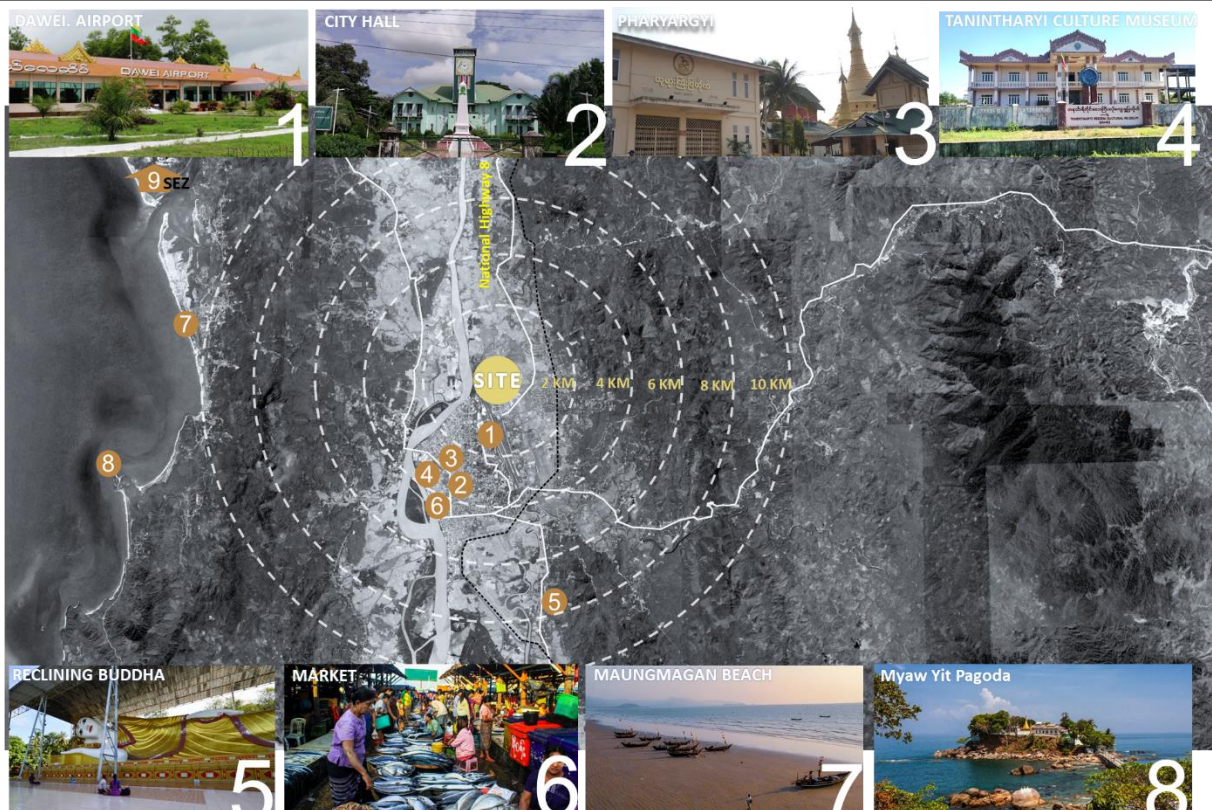 DAWEI. AIRPORT
DAWEI AIRPORT
1
CITY HALL
2
PHARYARGYI
3
TANINTHARYI CULTURE MUSEUM
4
9 SEZ
National Highway 8
7
SITE
2 KM
4 KM
6 KM
8 KM
10 KM
1
3
8
4
2
6
5
RECLINING BUDDHA
5
MARKET
6
MAUNGMAGAN BEACH
7
Myaw Yit Pagoda
8